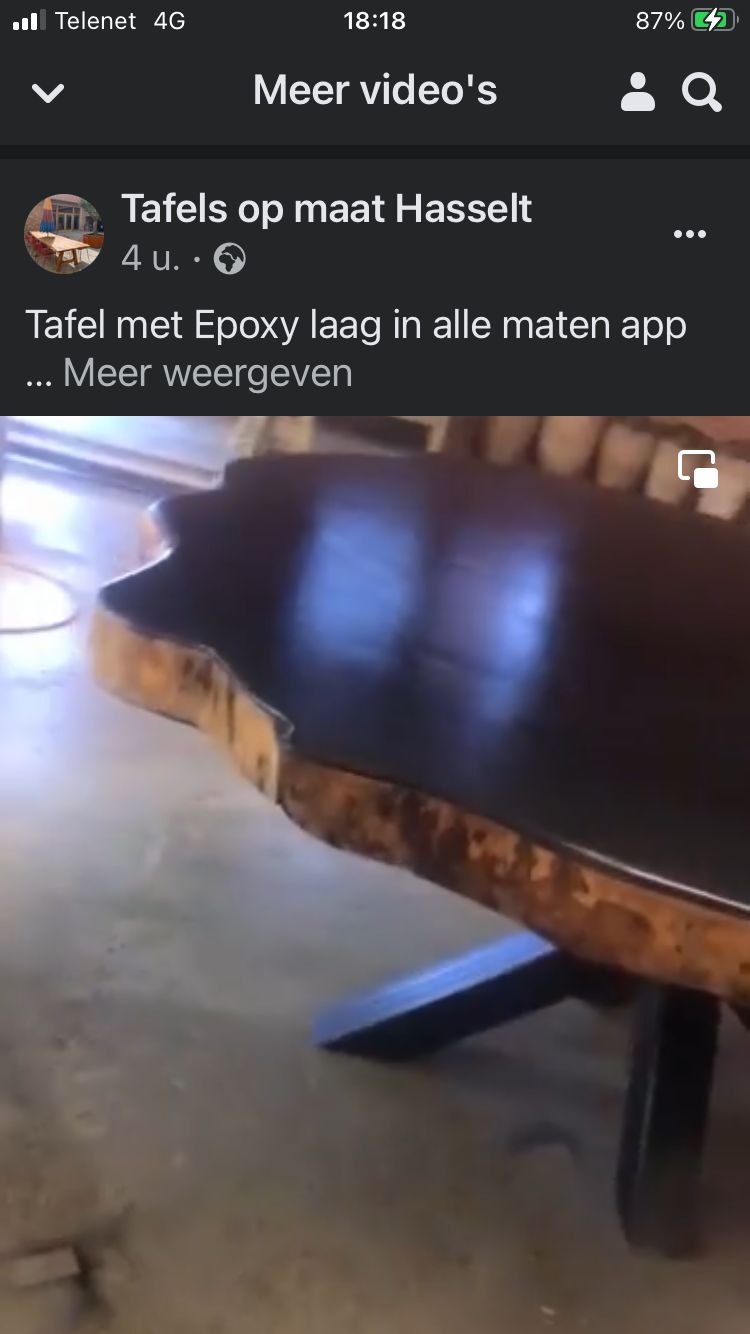 Telenet 4G 18:18 87%
Meer video's
Tafels op maat Hasselt
4 u. ·
Tafel met Epoxy laag in alle maten app
... Meer weergeven